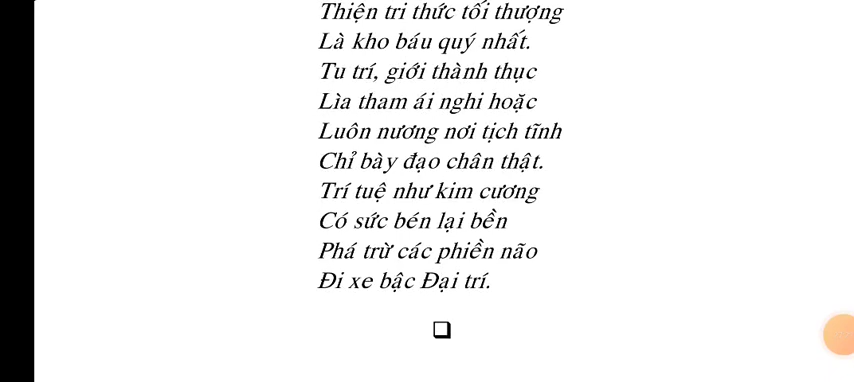 Thiện tri thức tối thượng
Là kho báu quý nhất.
Tu trí, giới thành thục
Lìa tham ái nghi hoặc
Luôn nương nơi tịch tĩnh
Chỉ bày đạo chân thật.
Trí tuệ như kim cương
Có sức bén lại bền
Phá trừ các phiền não
Đi xe bậc Đại trí.